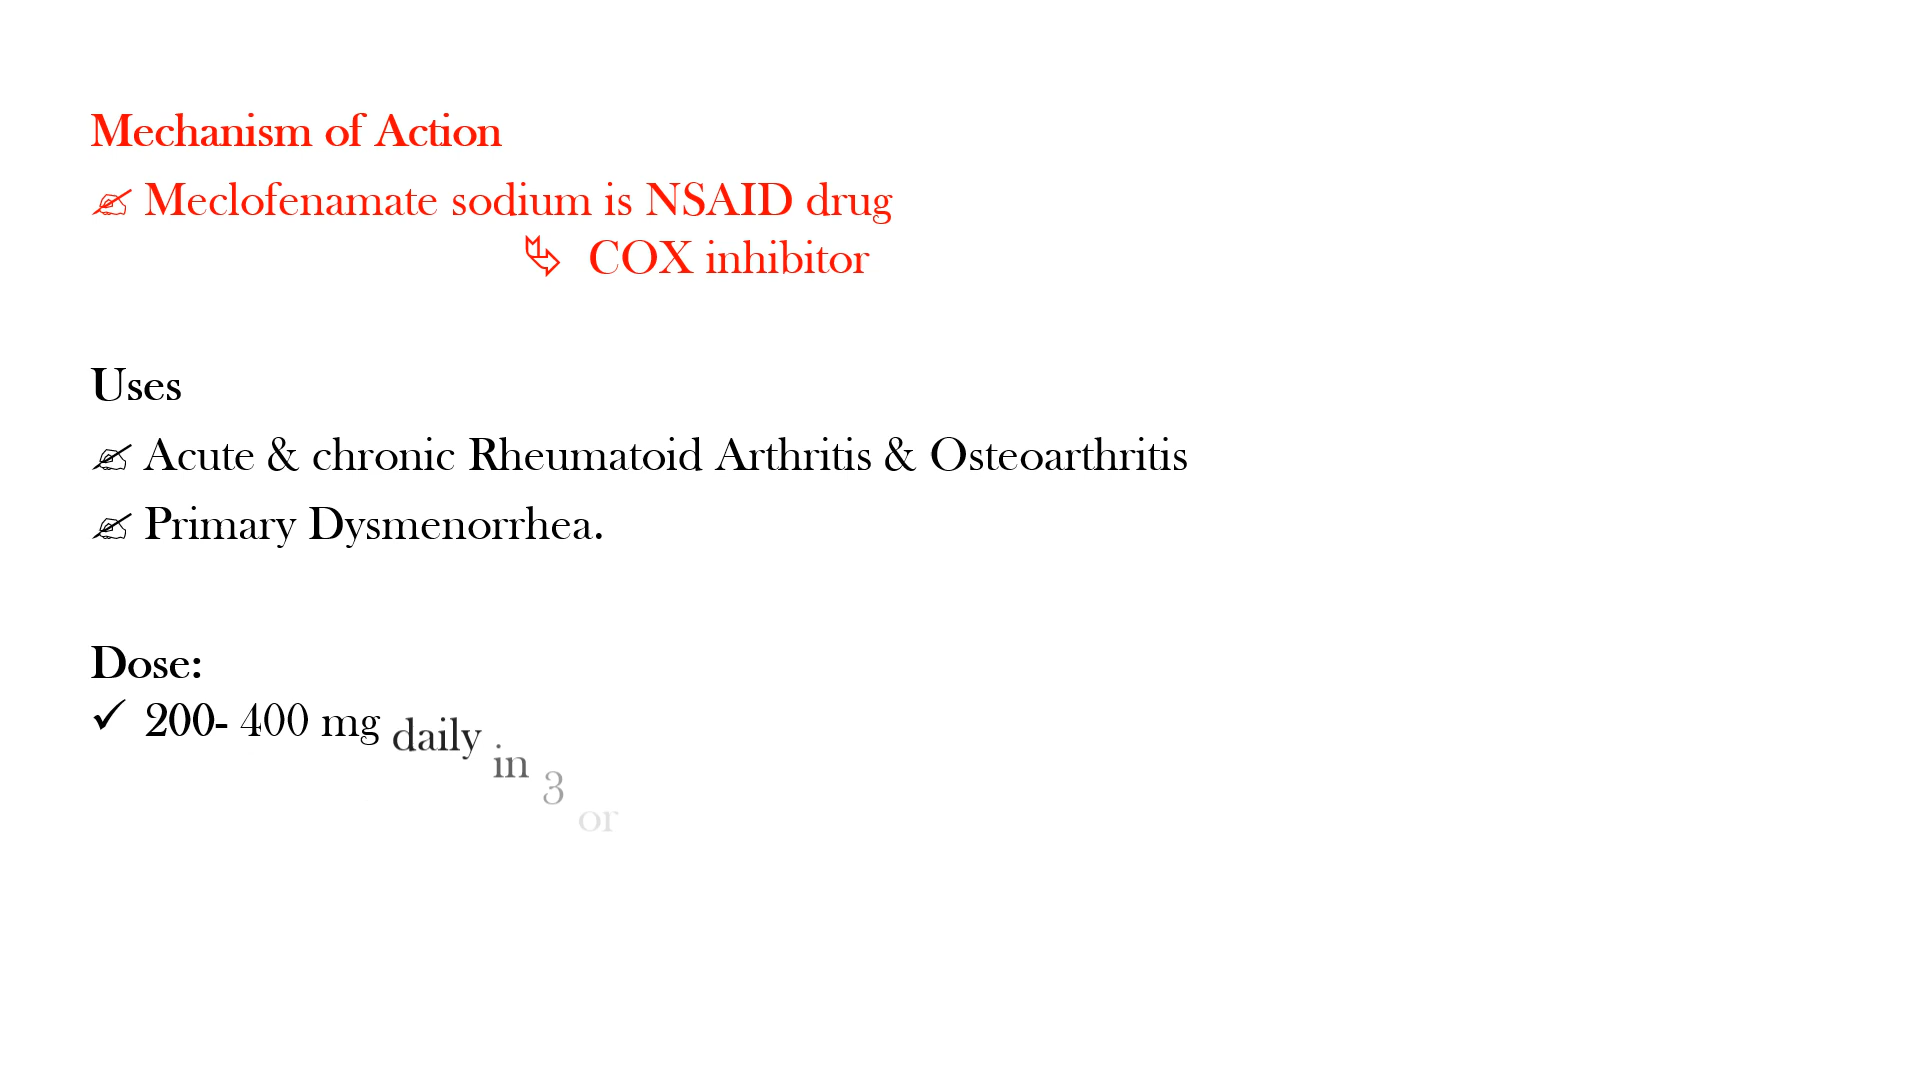 Mechanism of Action
Meclofenamate sodium is NSAID drug
COX inhibitor
Uses
Acute & chronic Rheumatoid Arthritis & Osteoarthritis
Primary Dysmenorrhea.
Dose:
200- 400 mg daily in 3 or